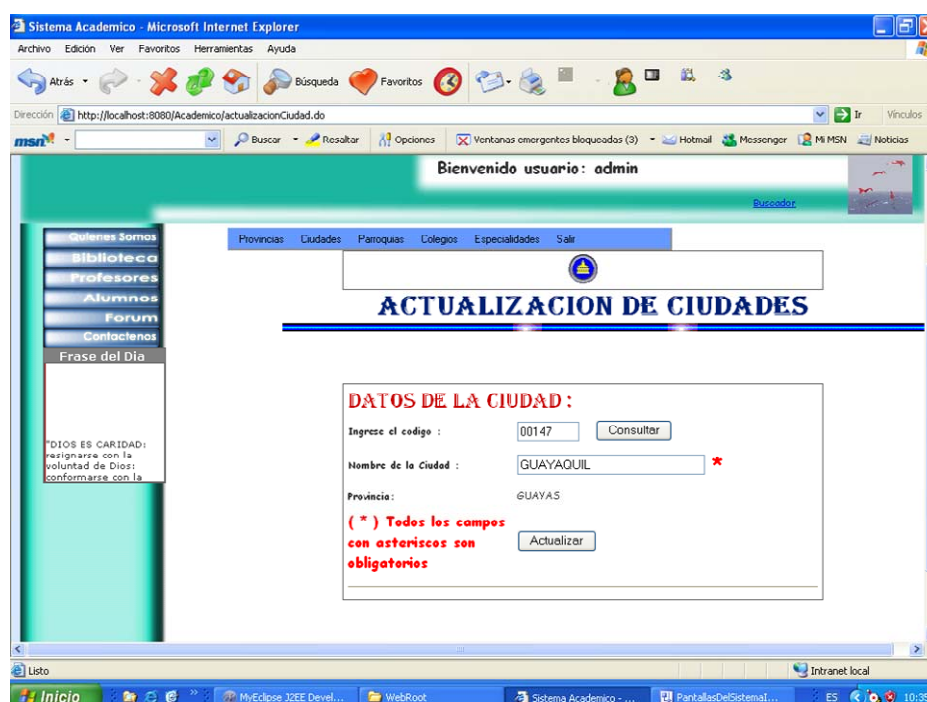 Sistema Academico - Microsoft Internet Explorer
Archivo Edición Ver Favoritos Herramientas Ayuda
Atrás Búsqueda Favoritos
Dirección http://localhost:8080/Academico/actualizacionCiudad.do Ir Vínculos
msn Buscar Resaltar Opciones Ventanas emergentes bloqueadas (3) Hotmail Messenger Mi MSN Noticias
Bienvenido usuario: admin
Buscador
Quienes Somos
Biblioteca
Profesores
Alumnos
Forum
Contactenos
Frase del Dia
"DIOS ES CARIDAD:
resignarse con la
voluntad de Dios:
conformarse con la
Provincias Ciudades Parroquias Colegios Especialidades Salir
ACTUALIZACION DE CIUDADES
DATOS DE LA CIUDAD :
Ingrese el codigo : 00147 Consultar
Nombre de la Ciudad : GUAYAQUIL *
Provincia: GUAYAS
( * ) Todos los campos
con asteriscos son
obligatorios
Actualizar
Listo Intranet local
Inicio MyEclipse J2EE Devel... WebRoot Sistema Academico - ... PantallasDelSistemaI... ES 10:35